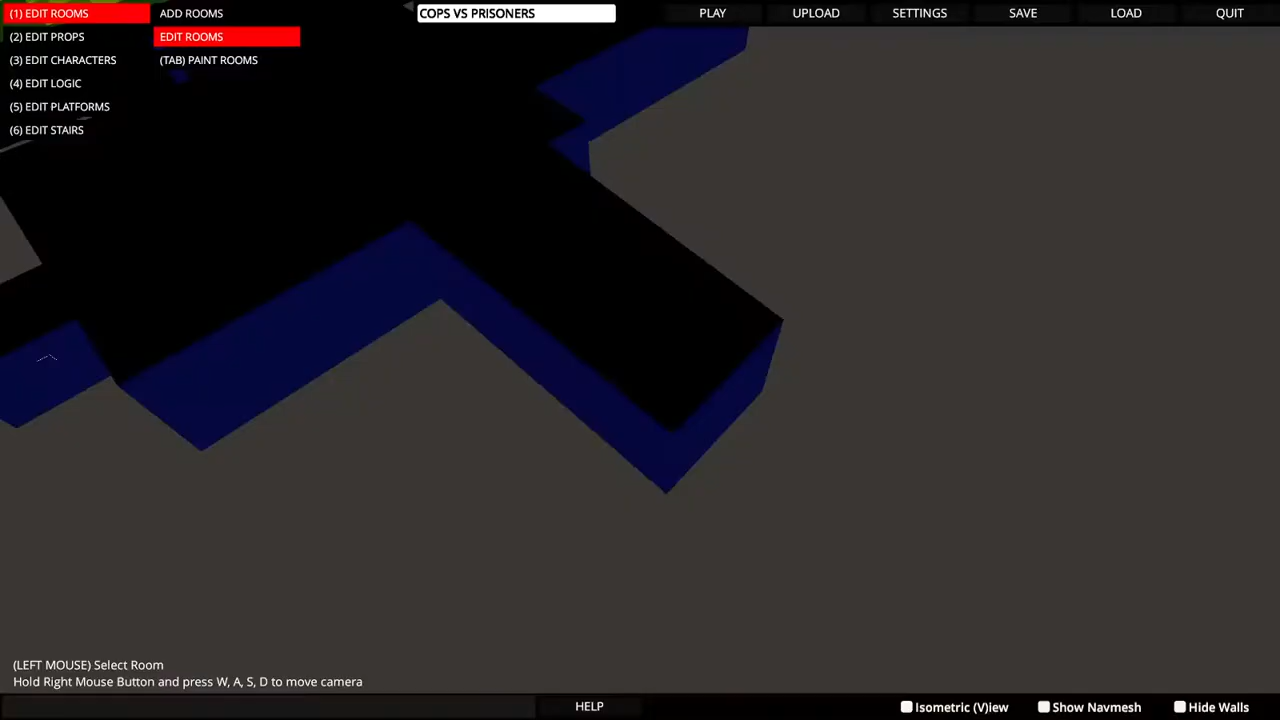 (1) EDIT ROOMS
ADD ROOMS
COPS VS PRISONERS
PLAY
UPLOAD
SETTINGS
SAVE
LOAD
QUIT
(2) EDIT PROPS
EDIT ROOMS
(3) EDIT CHARACTERS
(TAB) PAINT ROOMS
(4) EDIT LOGIC
(5) EDIT PLATFORMS
(6) EDIT STAIRS
(LEFT MOUSE) Select Room
Hold Right Mouse Button and press W, A, S, D to move camera
HELP
Isometric (V)iew
Show Navmesh
Hide Walls